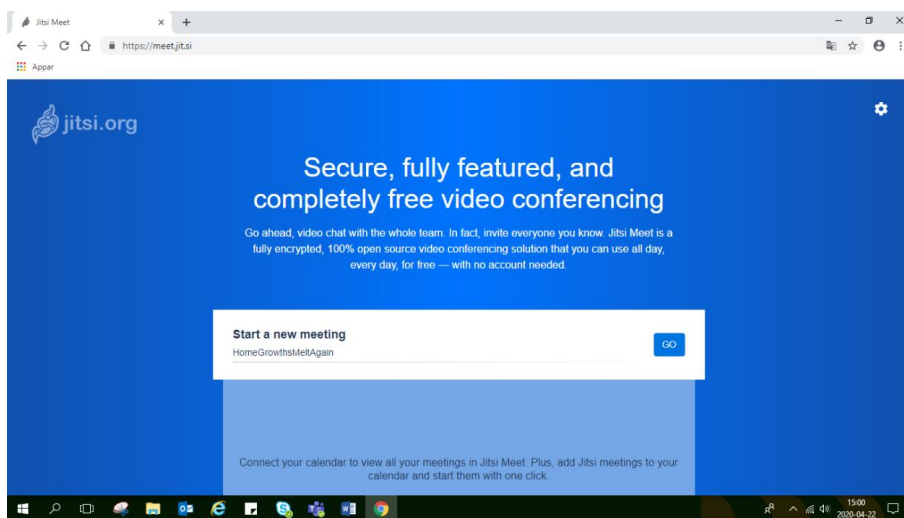 Jitsi Meet
https://meet.jit.si
Appar
jitsi.org
Secure, fully featured, and
completely free video conferencing
Go ahead, video chat with the whole team. In fact, invite everyone you know. Jitsi Meet is a
fully encrypted, 100% open source video conferencing solution that you can use all day,
every day, for free — with no account needed.
Start a new meeting
HomeGrowthsMeltAgain
GO
Connect your calendar to view all your meetings in Jitsi Meet. Plus, add Jitsi meetings to your
calendar and start them with one click.
15:00
2020-04-22